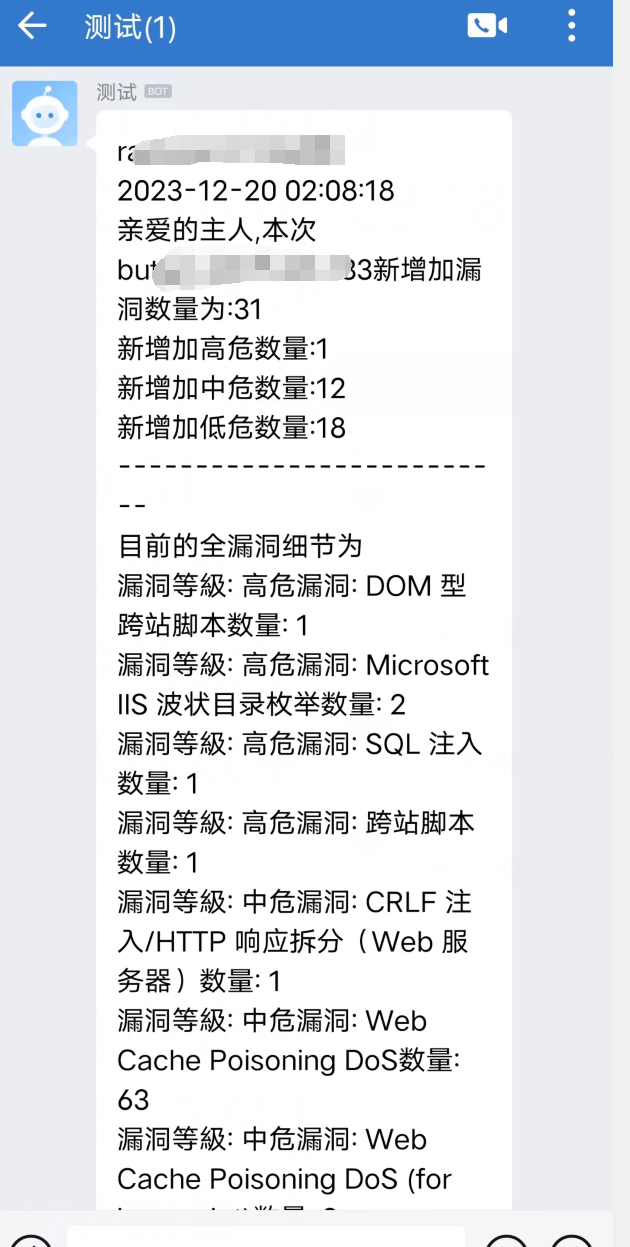 测试(1)
测试 BOT
2023-12-20 02:08:18
亲爱的主人,本次
but 33新增加漏
洞数量为:31
新增加高危数量:1
新增加中危数量:12
新增加低危数量:18
------------------------
--
目前的全漏洞细节为
漏洞等級: 高危漏洞: DOM 型
跨站脚本数量: 1
漏洞等級: 高危漏洞: Microsoft
IIS 波状目录枚举数量: 2
漏洞等級: 高危漏洞: SQL 注入
数量: 1
漏洞等級: 高危漏洞: 跨站脚本
数量: 1
漏洞等級: 中危漏洞: CRLF 注
入/HTTP 响应拆分（Web 服
务器）数量: 1
漏洞等級: 中危漏洞: Web
Cache Poisoning DoS数量:
63
漏洞等級: 中危漏洞: Web
Cache Poisoning DoS (for